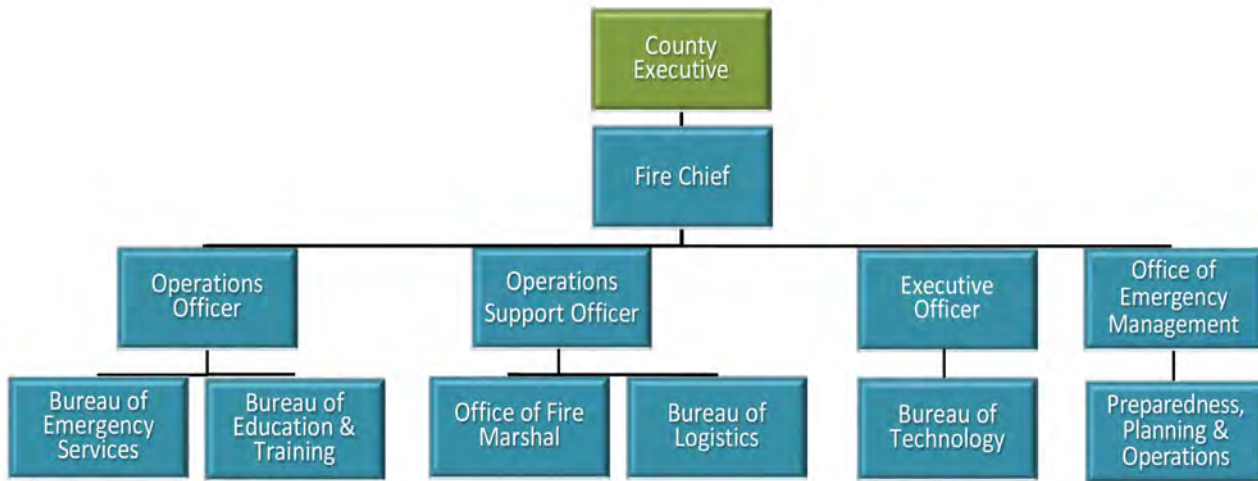 County
Executive
Fire Chief
Operations
Officer
Operations
Support Officer
Executive
Officer
Office of
Emergency
Management
Bureau of
Emergency
Services
Bureau of
Education &
Training
Office of Fire
Marshal
Bureau of
Logistics
Bureau of
Technology
Preparedness,
Planning &
Operations